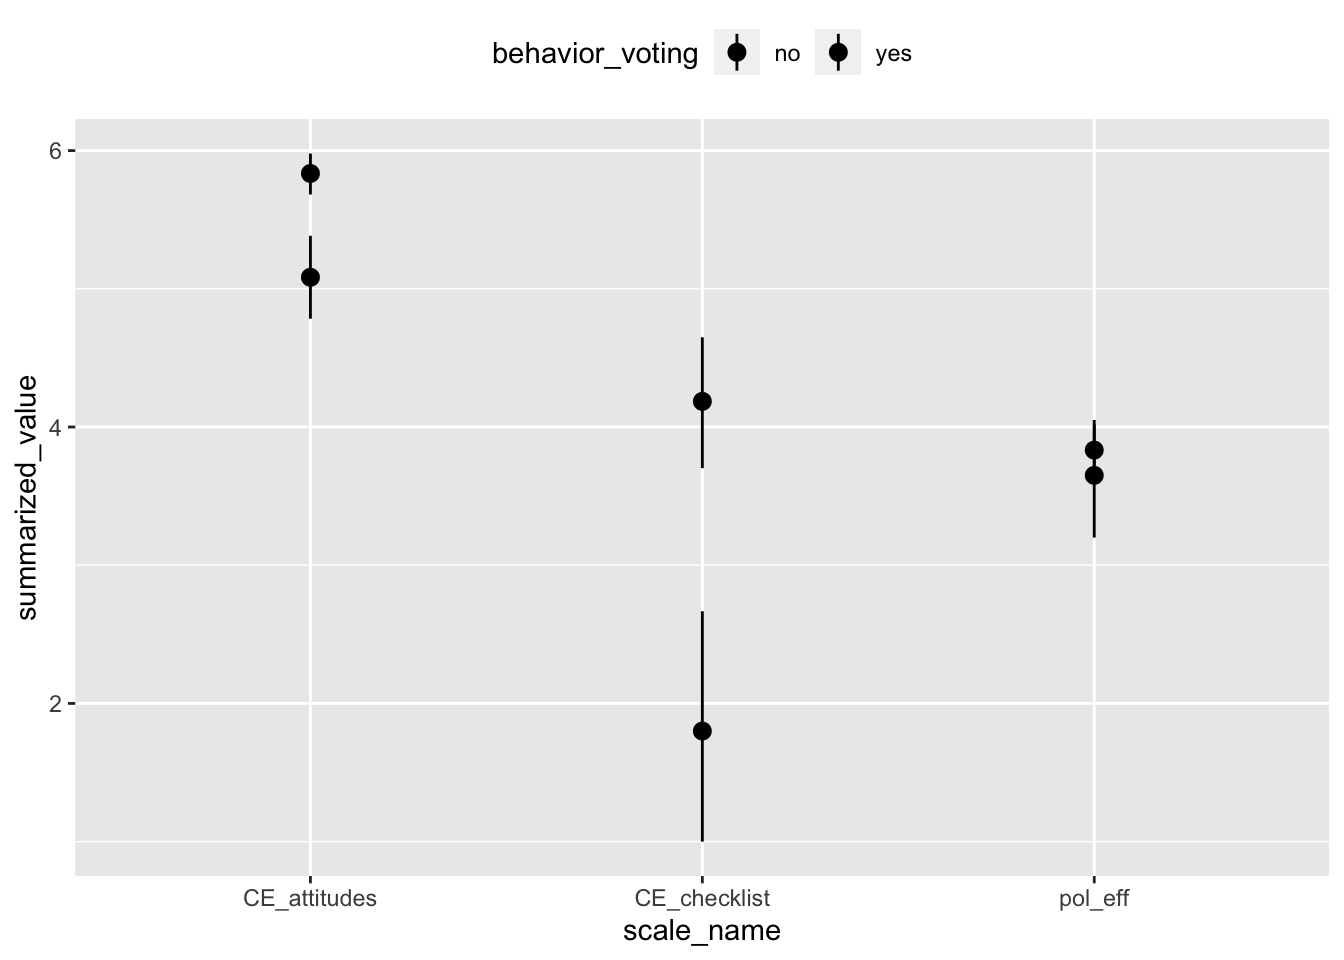 behavior_voting no yes
6
4
2
summarized_value
CE_attitudes CE_checklist pol_eff
scale_name